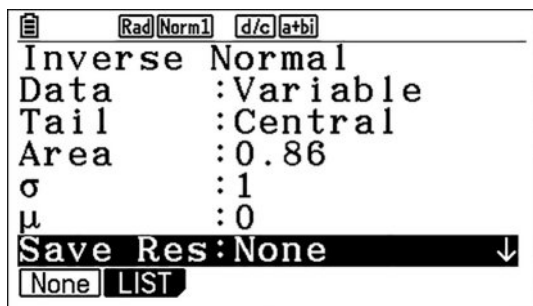 Rad Norm1 d/c a+bi
Inverse Normal
Data :Variable
Tail :Central
Area :0.86
σ :1
μ :0
Save Res:None ↓
None LIST